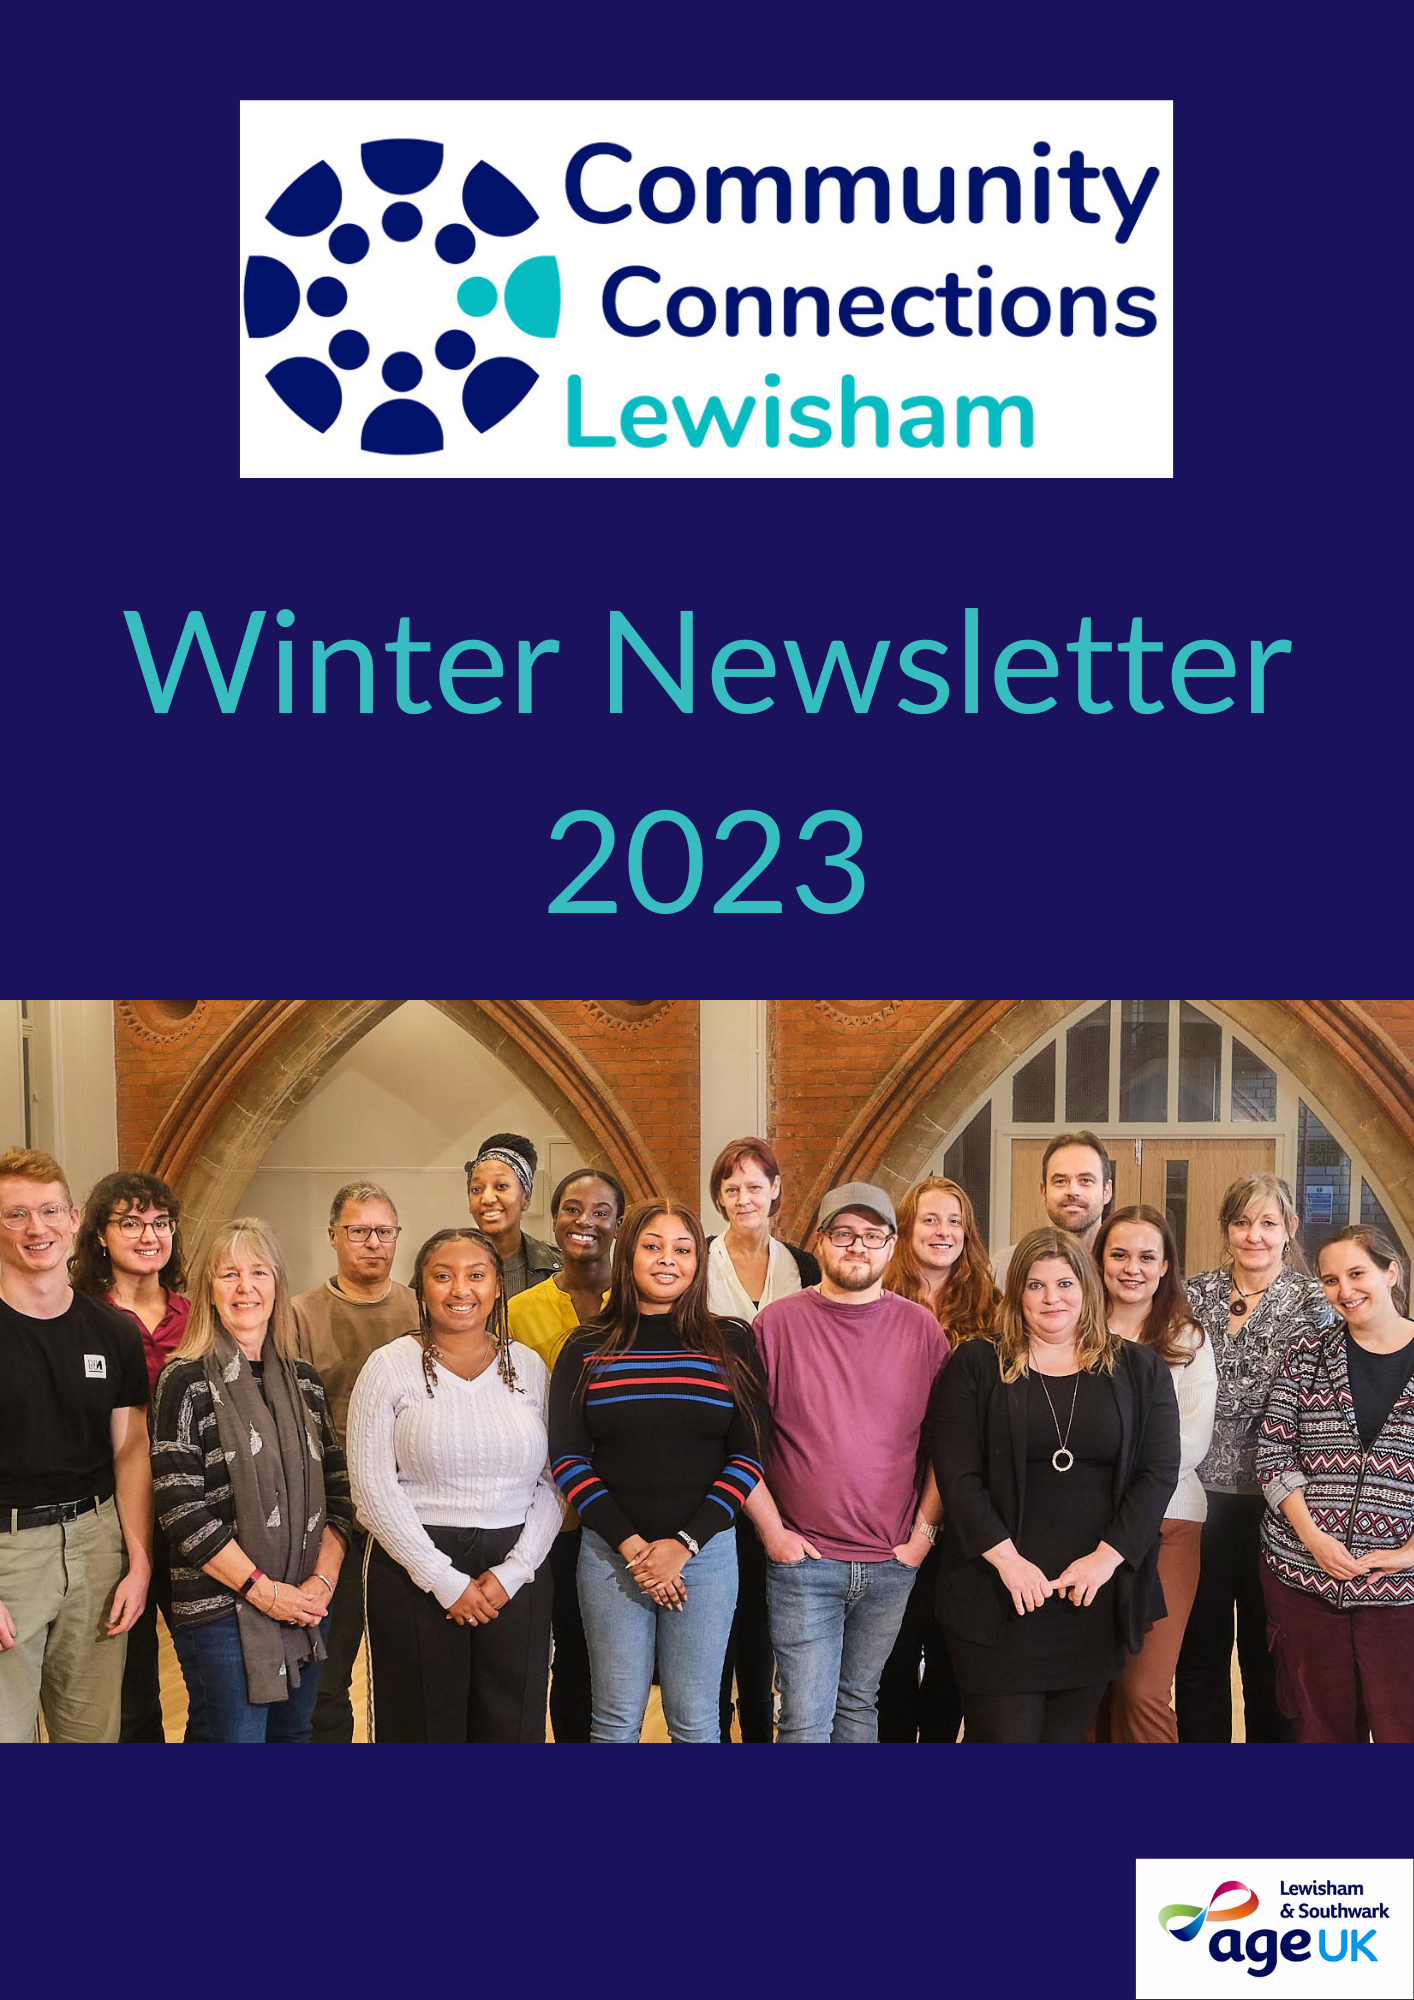 Community
Connections
Lewisham
Winter Newsletter
2023
Lewisham
& Southwark
age UK